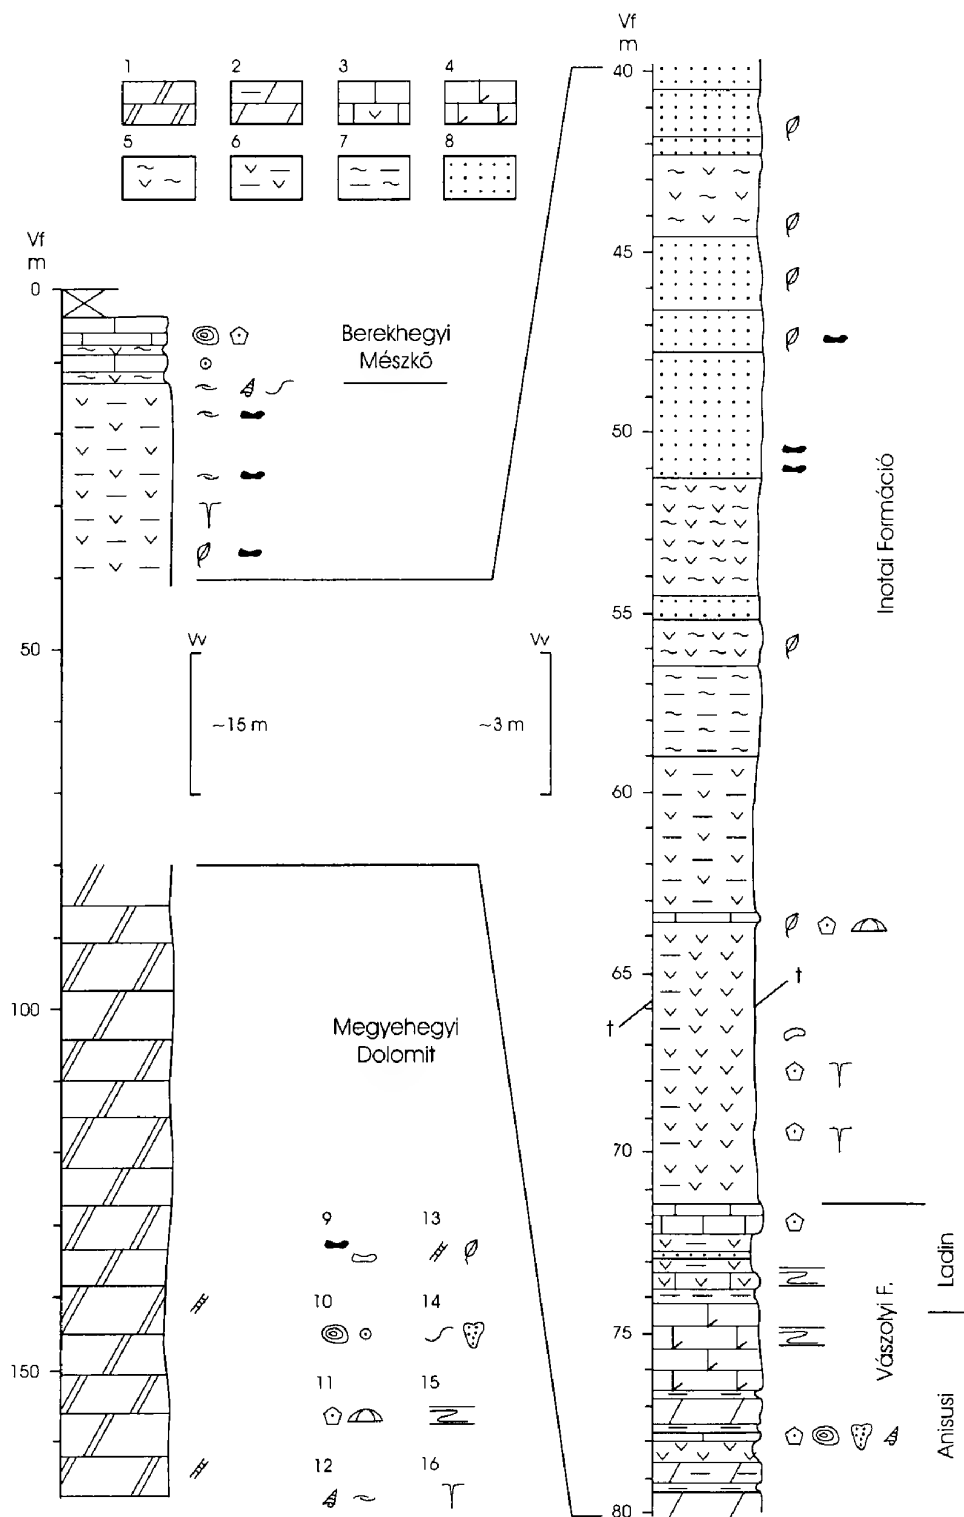 Vf
m
1 2 3 4
5 6 7 8
Vf
m
0
50
100
150
Berekhegyi
Mészkő
Vv
~15 m
Vv
~3 m
Megyehegyi
Dolomit
9 13
10 14
11 15
12 16
40
45
50
55
60
65
70
75
80
t
t
Inotai Formáció
Vászolyi F.
Ladin
Anisusi